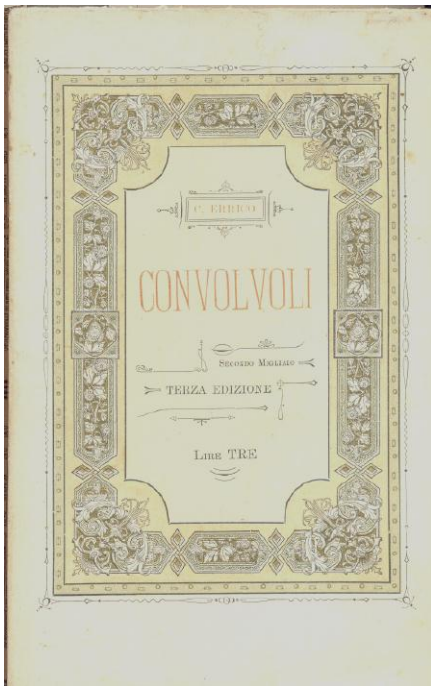 C. ERRICO
CONVOLVOLI
SECONDO MIGLIAIO
TERZA EDIZIONE
LIRE TRE